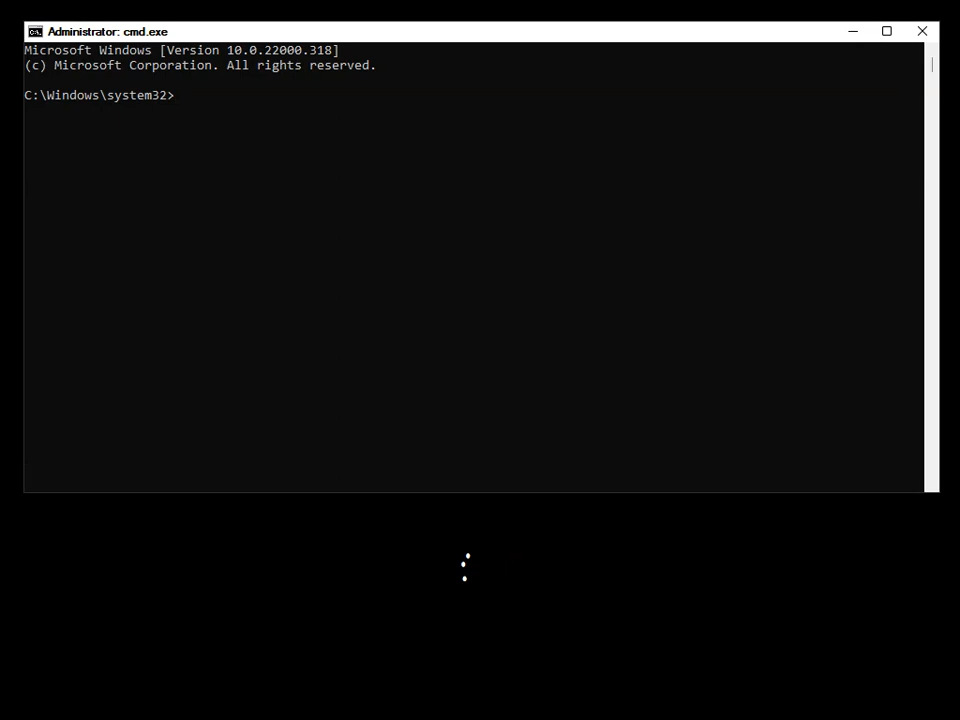 Administrator: cmd.exe
Microsoft Windows [Version 10.0.22000.318]
(c) Microsoft Corporation. All rights reserved.
C:\Windows\system32>